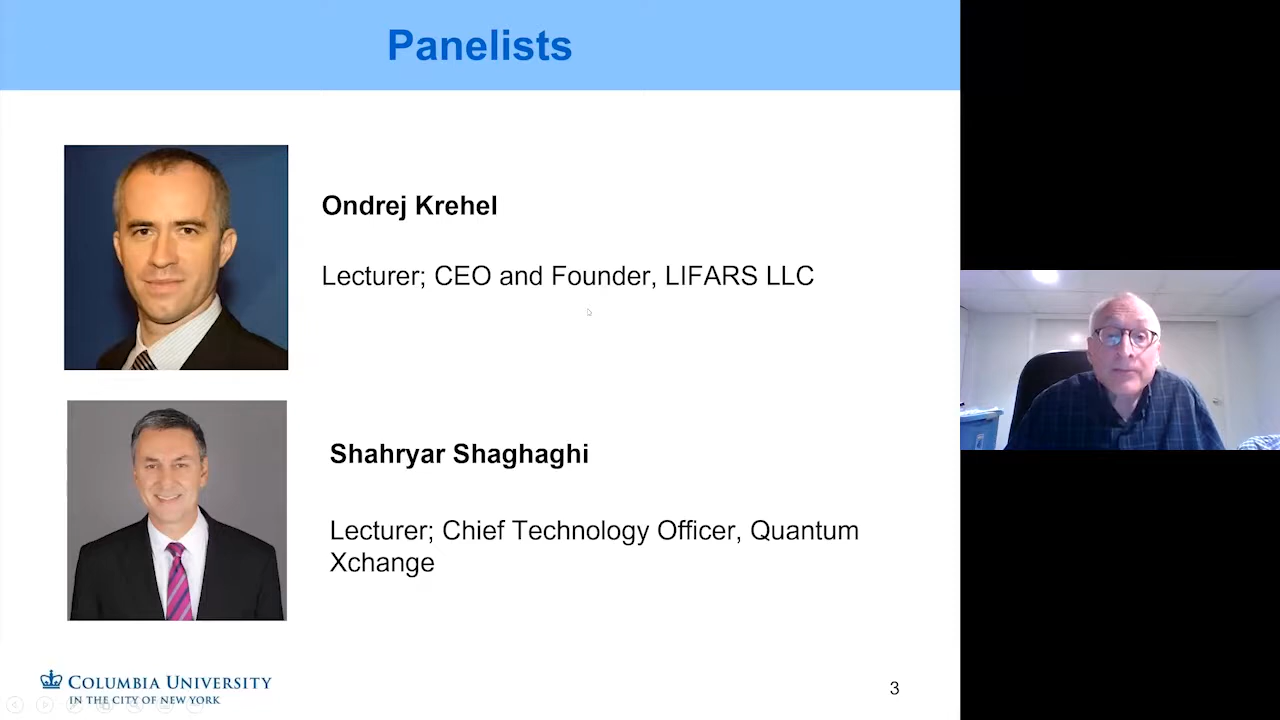 Panelists
Ondrej Krehel
Lecturer; CEO and Founder, LIFARS LLC
Shahryar Shaghaghi
Lecturer; Chief Technology Officer, Quantum
Xchange
COLUMBIA UNIVERSITY
IN THE CITY OF NEW YORK
3